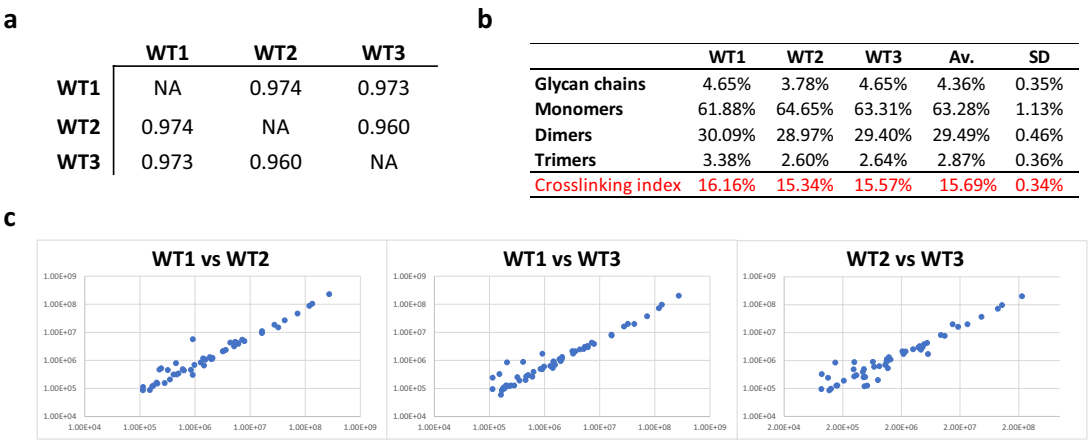 a
WT1 WT2 WT3
WT1 NA 0.974 0.973
WT2 0.974 NA 0.960
WT3 0.973 0.960 NA
b
WT1 WT2 WT3 Av. SD
Glycan chains 4.65% 3.78% 4.65% 4.36% 0.35%
Monomers 61.88% 64.65% 63.31% 63.28% 1.13%
Dimers 30.09% 28.97% 29.40% 29.49% 0.46%
Trimers 3.38% 2.60% 2.64% 2.87% 0.36%
Crosslinking index 16.16% 15.34% 15.57% 15.69% 0.34%
c
WT1 vs WT2
1.00E+09
1.00E+08
1.00E+07
1.00E+06
1.00E+05
1.00E+04
1.00E+04 1.00E+05 1.00E+06 1.00E+07 1.00E+08 1.00E+09
WT1 vs WT3
1.00E+09
1.00E+08
1.00E+07
1.00E+06
1.00E+05
1.00E+04
1.00E+04 1.00E+05 1.00E+06 1.00E+07 1.00E+08 1.00E+09
WT2 vs WT3
1.00E+09
1.00E+08
1.00E+07
1.00E+06
1.00E+05
1.00E+04
2.00E+04 2.00E+05 2.00E+06 2.00E+07 2.00E+08